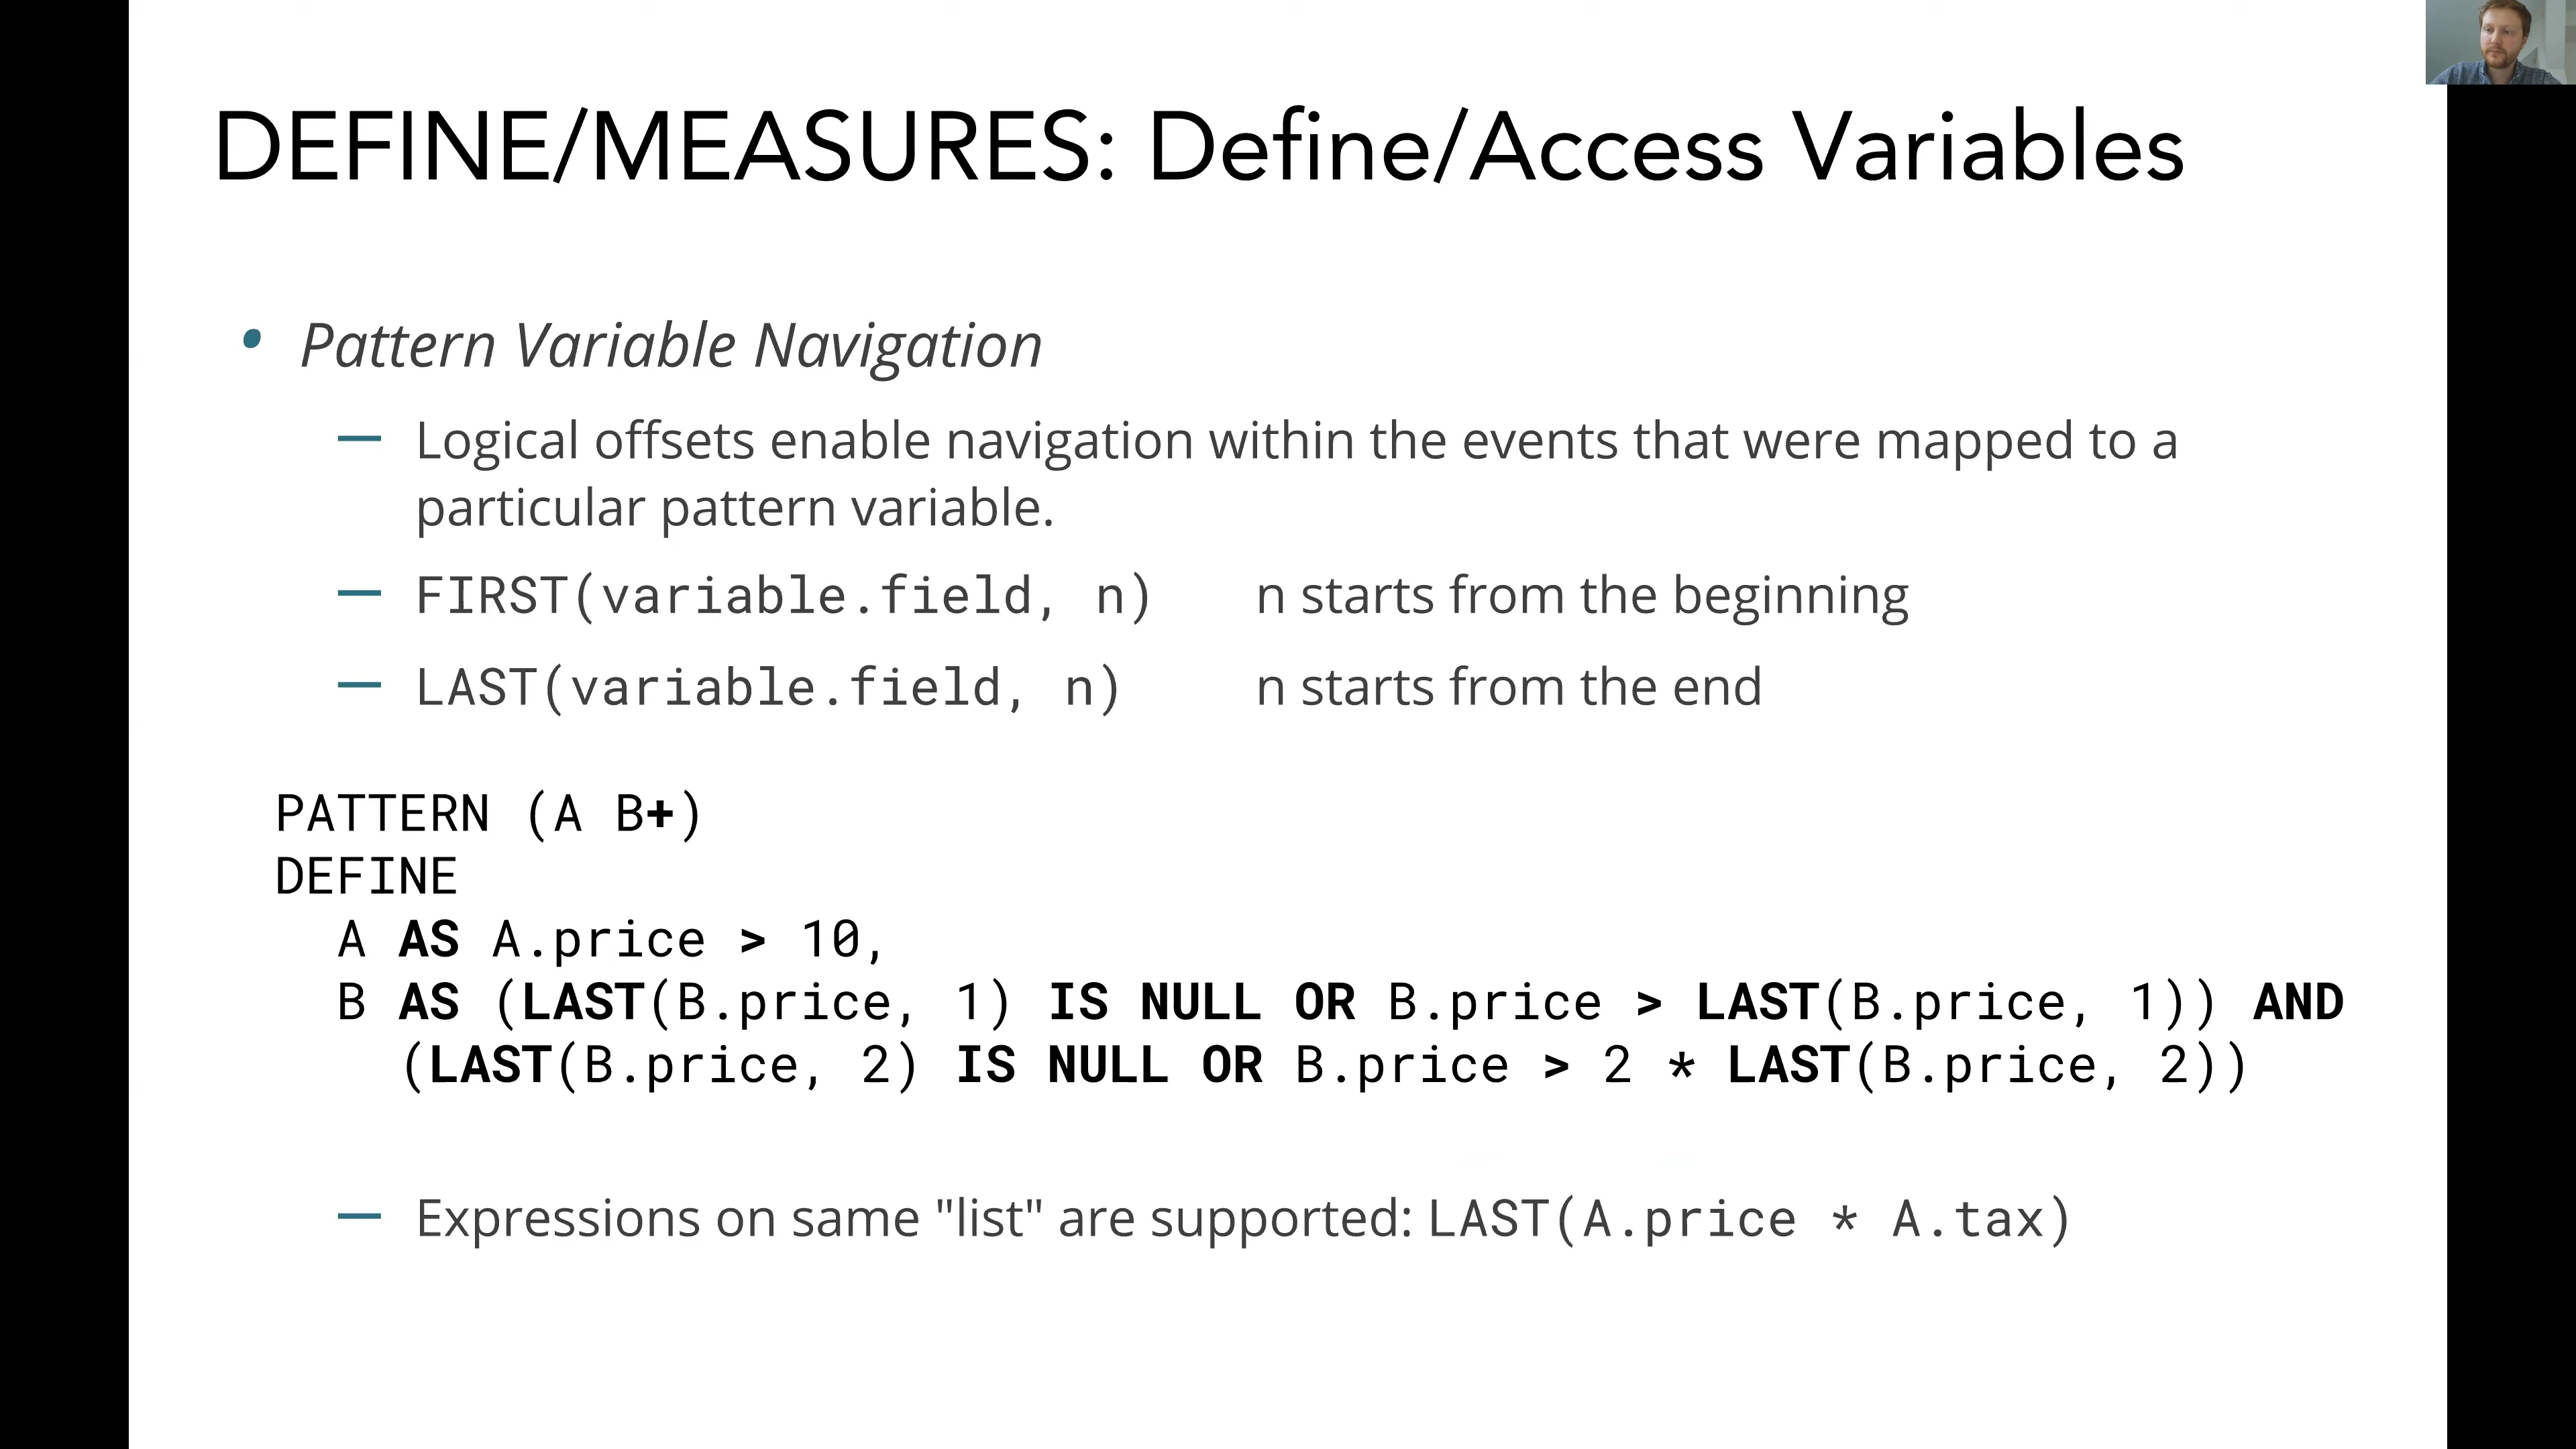 DEFINE/MEASURES: Define/Access Variables
• Pattern Variable Navigation
— Logical offsets enable navigation within the events that were mapped to a
particular pattern variable.
— FIRST(variable.field, n) n starts from the beginning
— LAST(variable.field, n) n starts from the end
PATTERN (A B+)
DEFINE
A AS A.price > 10,
B AS (LAST(B.price, 1) IS NULL OR B.price > LAST(B.price, 1)) AND
(LAST(B.price, 2) IS NULL OR B.price > 2 * LAST(B.price, 2))
— Expressions on same "list" are supported: LAST(A.price * A.tax)